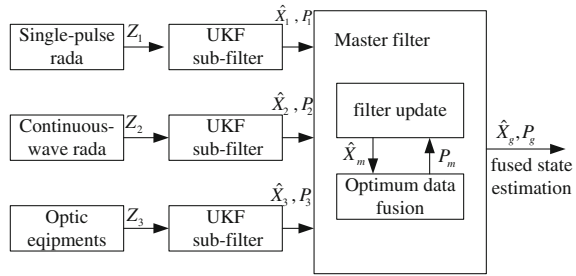 Single-pulse
rada
Z₁
UKF
sub-filter
X̂₁, P₁
Continuous-
wave rada
Z₂
UKF
sub-filter
X̂₂, P₂
Optic
eqipments
Z₃
UKF
sub-filter
X̂₃, P₃
Master filter
filter update
X̂ₘ
Pₘ
Optimum data
fusion
X̂g, Pg
fused state
estimation